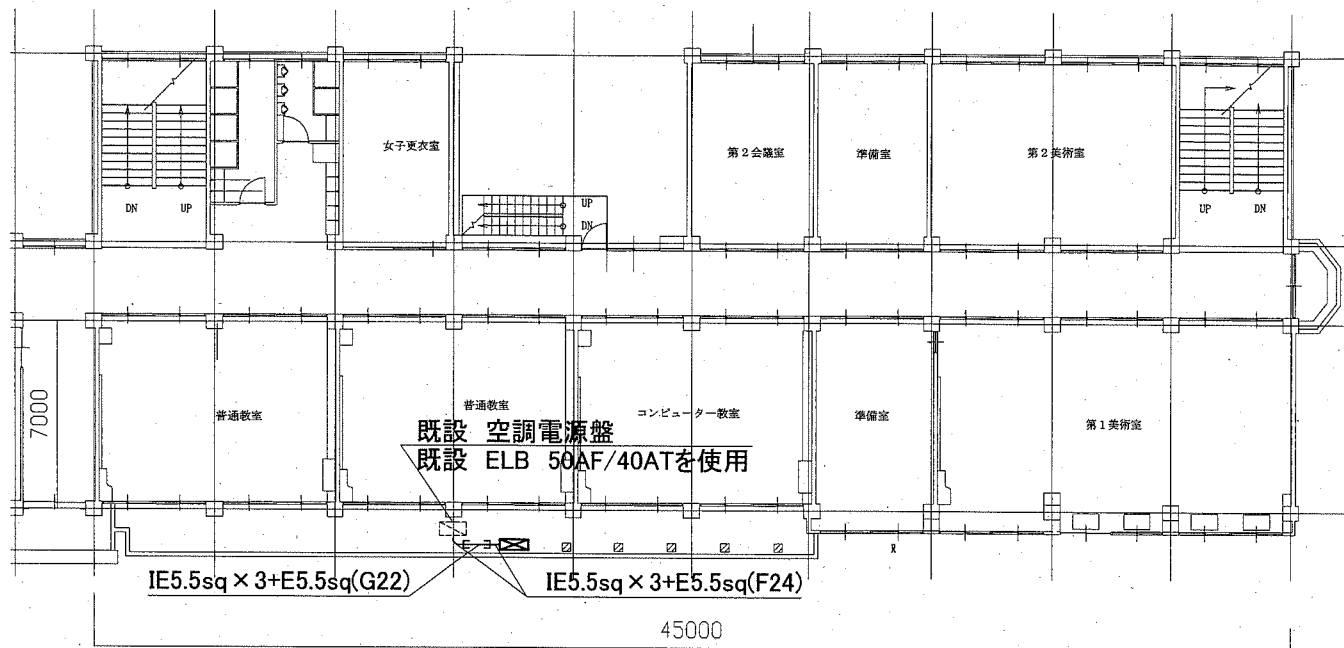 女子更衣室
第2会議室
準備室
第2美術室
DN
UP
UP
DN
UP
DN
7000
普通教室
普通教室
コンピューター教室
準備室
第1美術室
既設 空調電源盤
既設 ELB 50AF/40ATを使用
R
IE5.5sq×3+E5.5sq(G22)
IE5.5sq×3+E5.5sq(F24)
45000